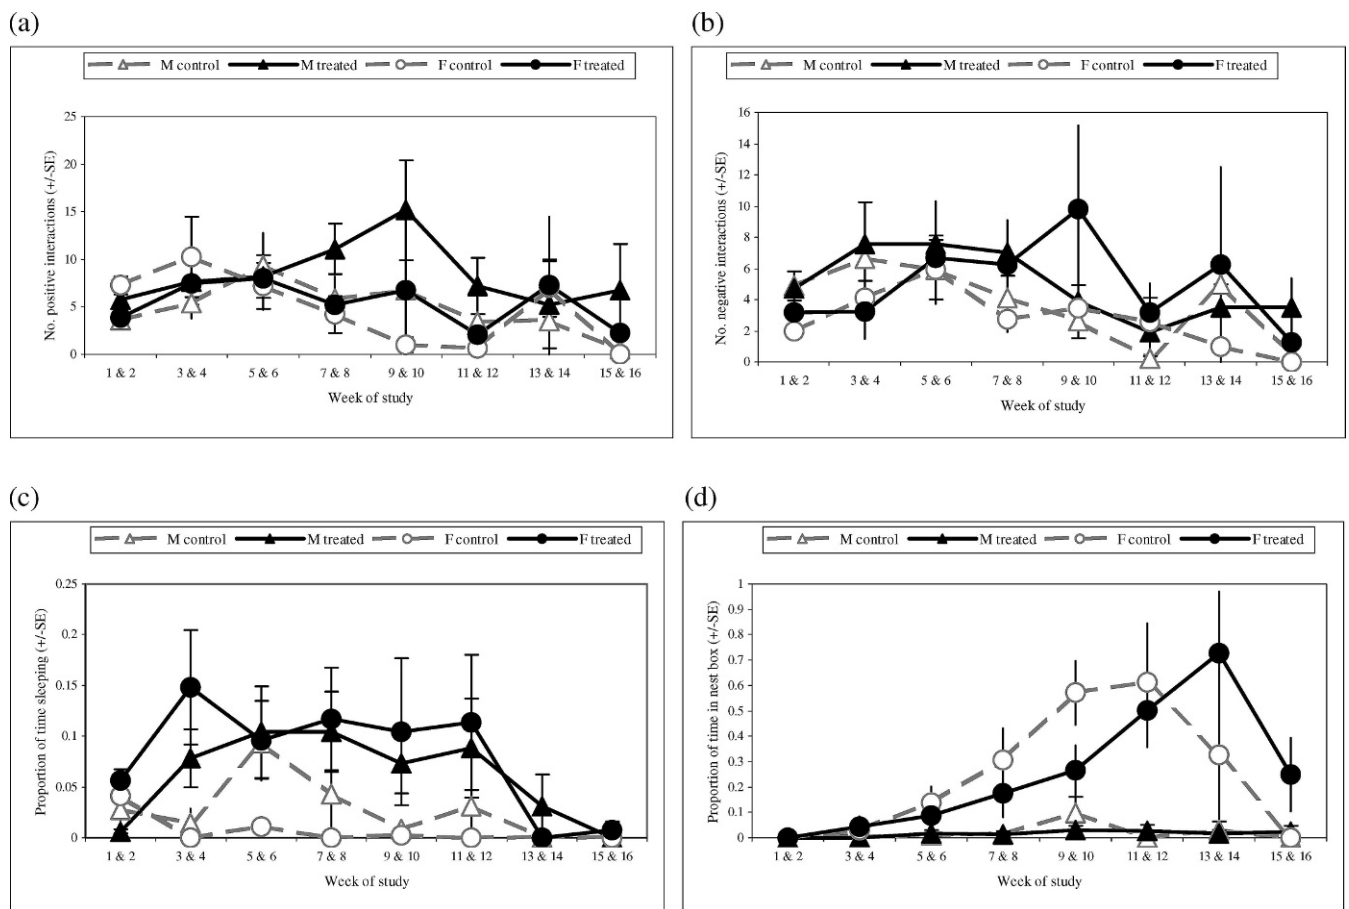 (a)
M control M treated F control F treated
No. positive interactions (+/-SE)
25
20
15
10
5
0
1 & 2 3 & 4 5 & 6 7 & 8 9 & 10 11 & 12 13 & 14 15 & 16
Week of study
(b)
M control M treated F control F treated
No. negative interactions (+/-SE)
16
14
12
10
8
6
4
2
0
1 & 2 3 & 4 5 & 6 7 & 8 9 & 10 11 & 12 13 & 14 15 & 16
Week of study
(c)
M control M treated F control F treated
Proportion of time sleeping (+/-SE)
0.25
0.2
0.15
0.1
0.05
0
1 & 2 3 & 4 5 & 6 7 & 8 9 & 10 11 & 12 13 & 14 15 & 16
Week of study
(d)
M control M treated F control F treated
Proportion of time in nest box (+/-SE)
1
0.9
0.8
0.7
0.6
0.5
0.4
0.3
0.2
0.1
0
1 & 2 3 & 4 5 & 6 7 & 8 9 & 10 11 & 12 13 & 14 15 & 16
Week of study